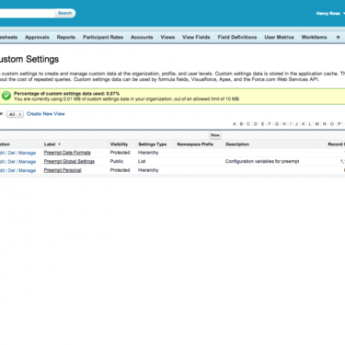 Search
Henry Rose
esheets Approvals Reports Participant Rates Accounts Views View Fields Field Definitions User Metrics WorkItems +
ustom Settings
custom settings to create and manage custom data at the organization, profile, and user levels. Custom settings data is stored in the application cache. Th
out the cost of repeated queries. Custom settings data can be used by formula fields, Visualforce, Apex, and the Force.com Web Services API.
Percentage of custom settings data used: 0.07%
You are currently using 0.01 MB of custom settings data in your organization, out of an allowed limit of 10 MB.
All Create New View
A B C D E F G H I J K L M N O P
New
tion Label Visibility Settings Type Namespace Prefix Description Record
dit | Del | Manage Preempt Date Formats Protected Hierarchy
dit | Del | Manage Preempt Global Settings Public List Configuration variables for preempt 1,
dit | Del | Manage Preempt Personal Protected Hierarchy